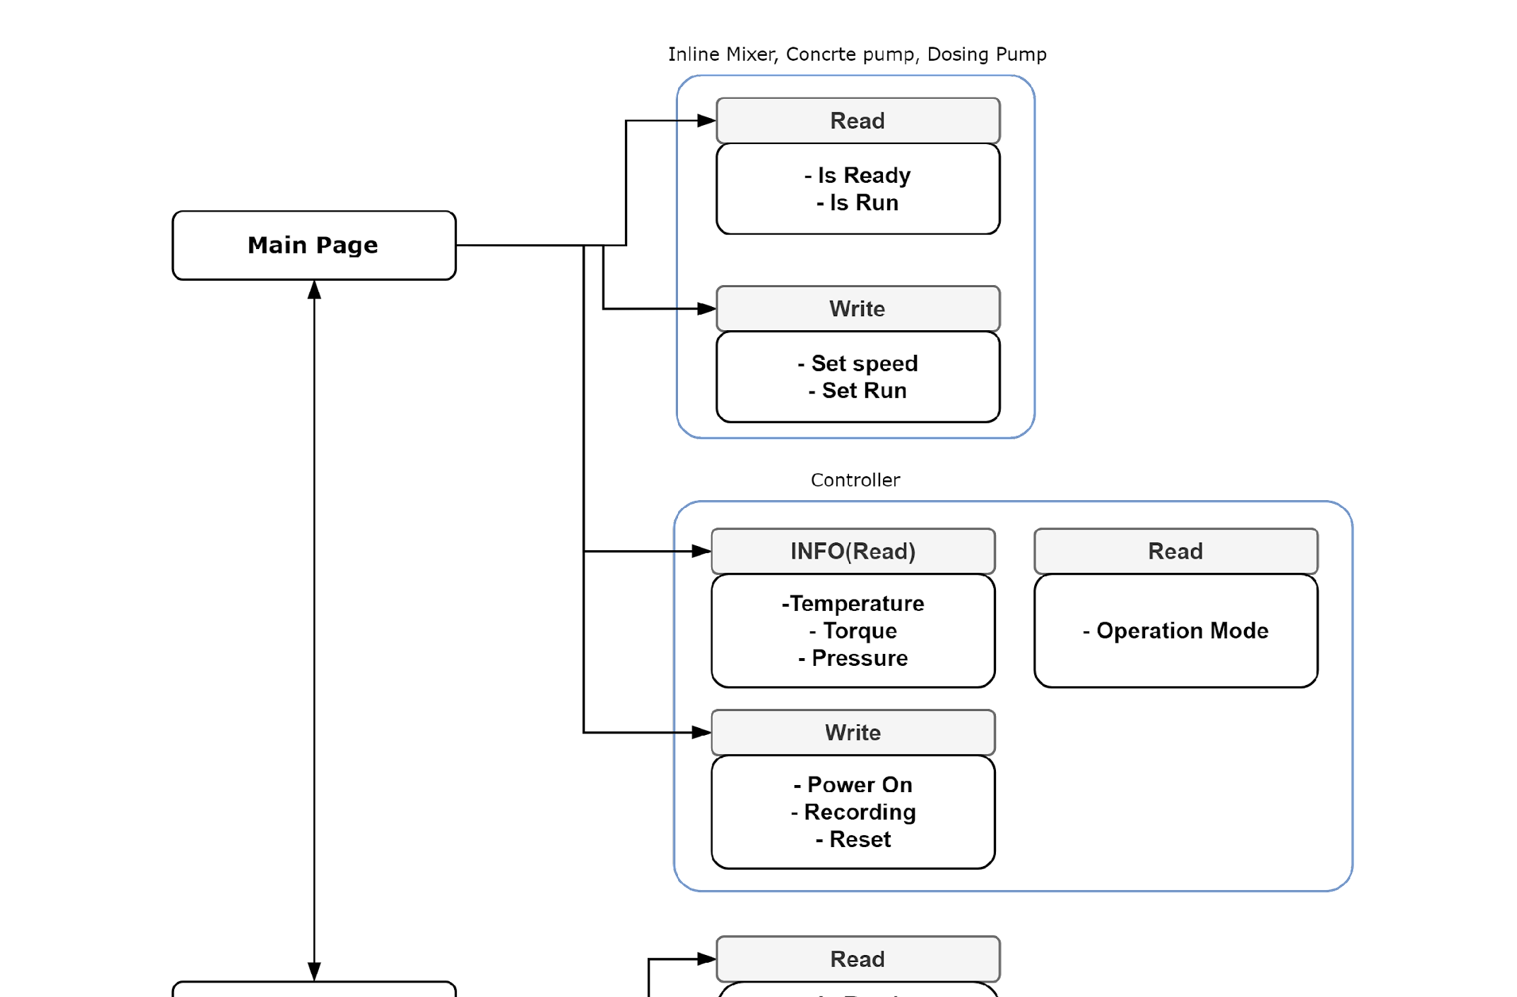 Inline Mixer, Concrte pump, Dosing Pump
Read
- Is Ready
- Is Run
Main Page
Write
- Set speed
- Set Run
Controller
INFO(Read)
Read
-Temperature
- Torque
- Pressure
- Operation Mode
Write
- Power On
- Recording
- Reset
Read